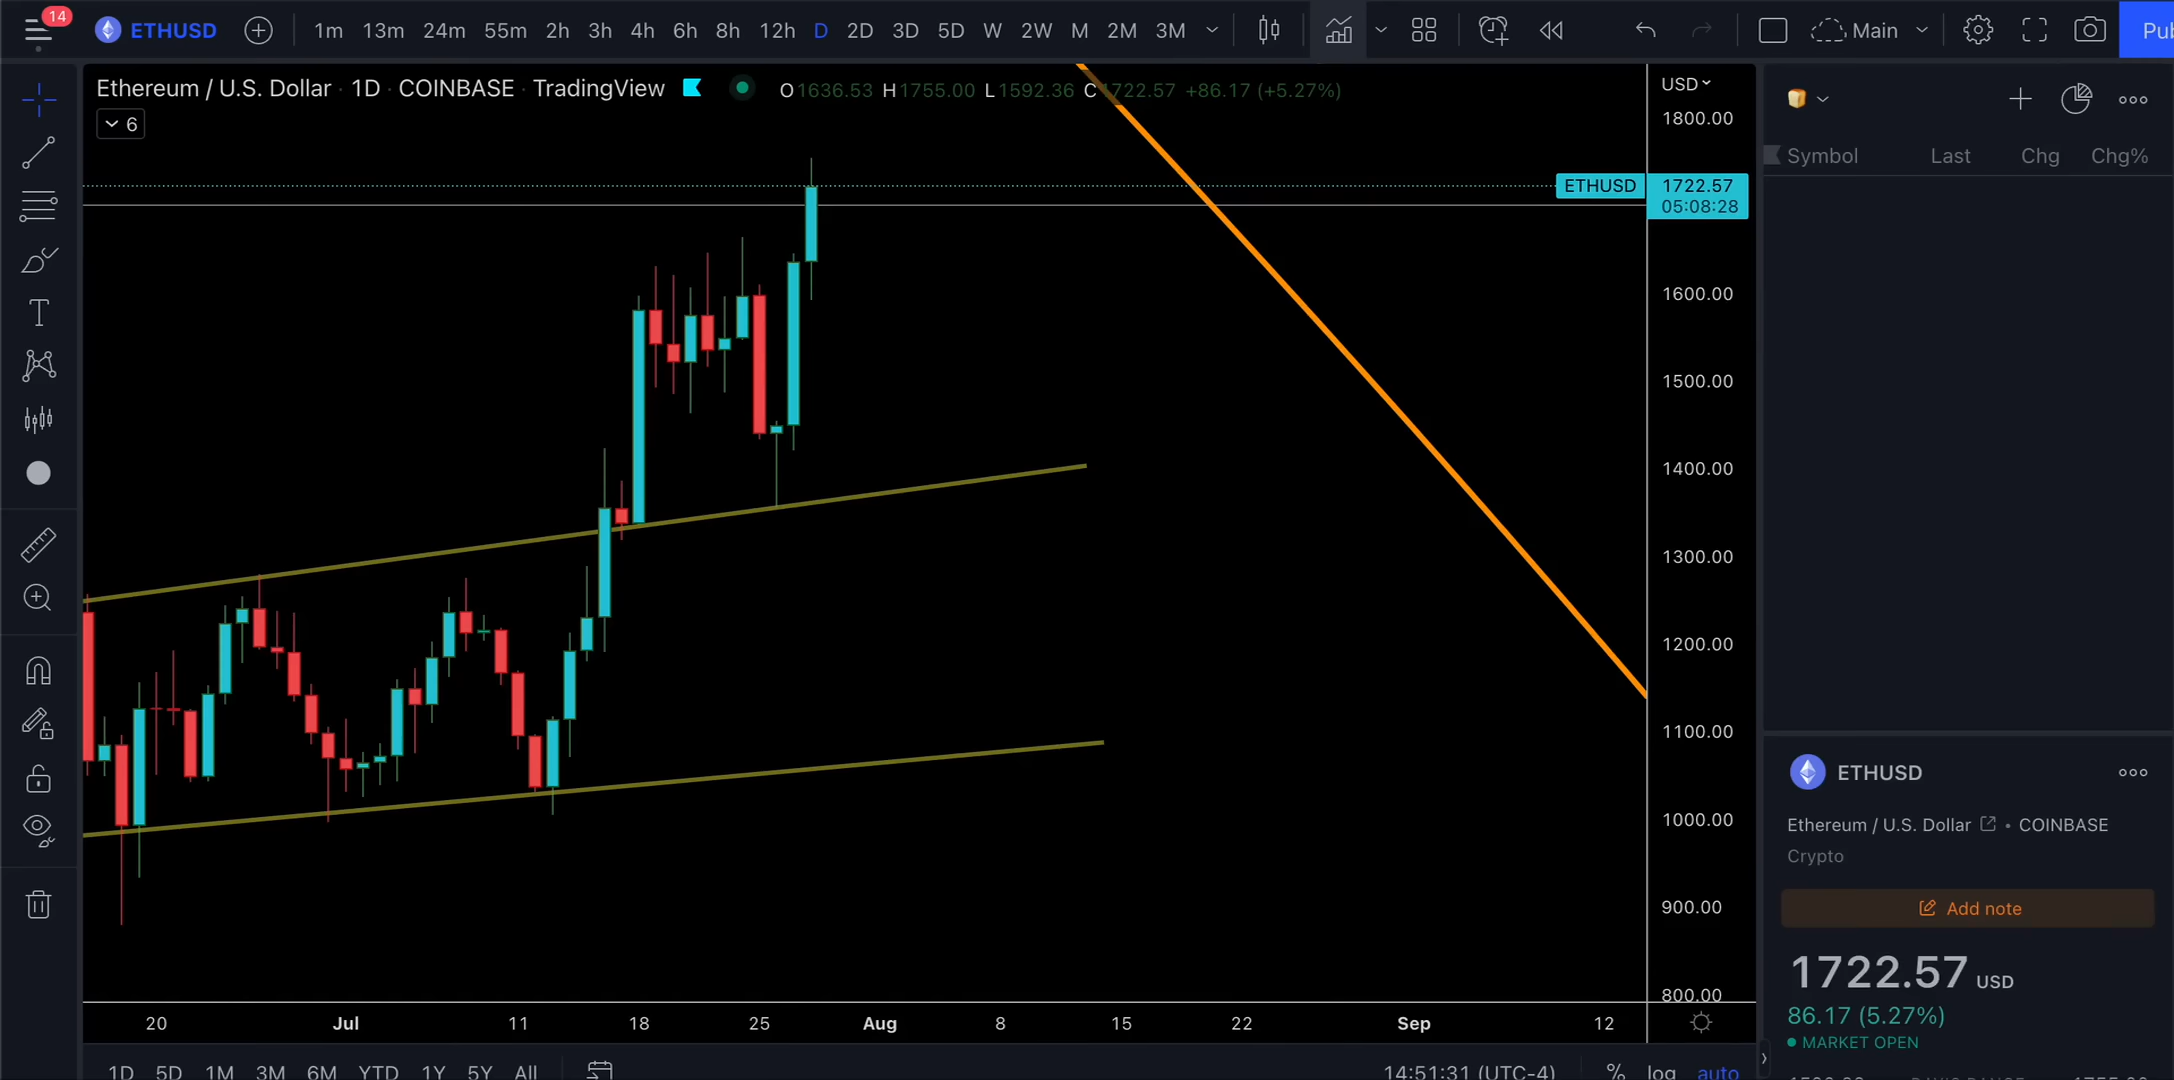 14
ETHUSD
1m 13m 24m 55m 2h 3h 4h 6h 8h 12h D 2D 3D 5D W 2W M 2M 3M
Main
Ethereum / U.S. Dollar · 1D · COINBASE · TradingView
O1636.53 H1755.00 L1592.36 C1722.57 +86.17 (+5.27%)
6
USD
1800.00
ETHUSD
1722.57
05:08:28
1600.00
1500.00
1400.00
1300.00
1200.00
1100.00
1000.00
900.00
800.00
20 Jul 11 18 25 Aug 8 15 22 Sep 12
1D 5D 1M 3M 6M YTD 1Y 5Y All
14:51:31 (UTC-4) % log auto
Symbol Last Chg Chg%
ETHUSD
Ethereum / U.S. Dollar • COINBASE
Crypto
Add note
1722.57 USD
86.17 (5.27%)
MARKET OPEN